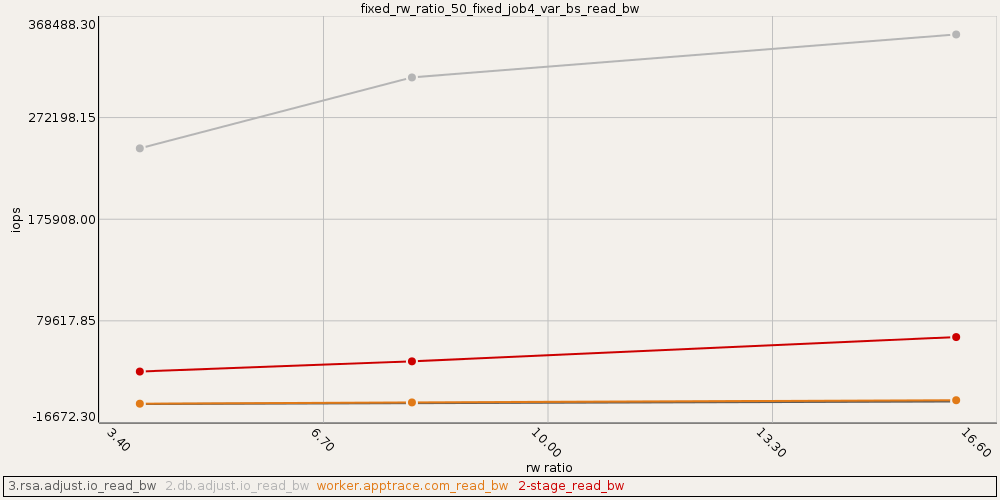 fixed_rw_ratio_50_fixed_job4_var_bs_read_bw
368488.30
272198.15
175908.00
79617.85
-16672.30
iops
3.40 6.70 10.00 13.30 16.60
rw ratio
3.rsa.adjust.io_read_bw 2.db.adjust.io_read_bw worker.apptrace.com_read_bw 2-stage_read_bw